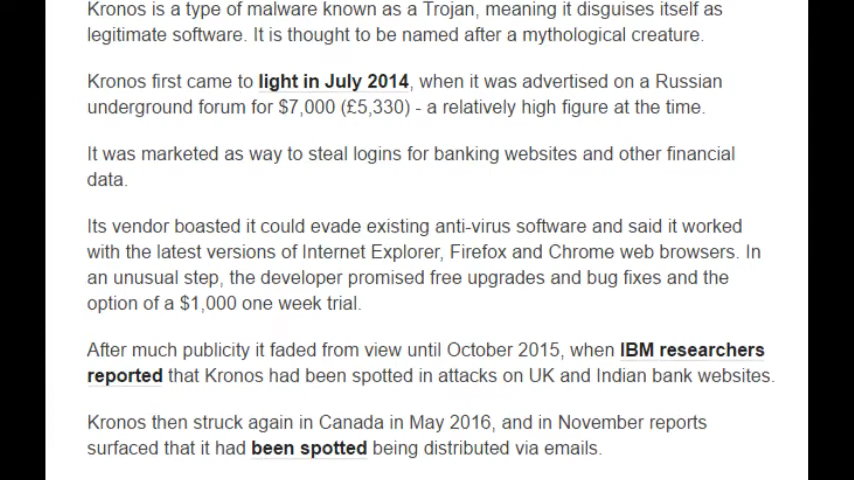 Kronos is a type of malware known as a Trojan, meaning it disguises itself as
legitimate software. It is thought to be named after a mythological creature.
Kronos first came to light in July 2014, when it was advertised on a Russian
underground forum for $7,000 (£5,330) - a relatively high figure at the time.
It was marketed as way to steal logins for banking websites and other financial
data.
Its vendor boasted it could evade existing anti-virus software and said it worked
with the latest versions of Internet Explorer, Firefox and Chrome web browsers. In
an unusual step, the developer promised free upgrades and bug fixes and the
option of a $1,000 one week trial.
After much publicity it faded from view until October 2015, when IBM researchers
reported that Kronos had been spotted in attacks on UK and Indian bank websites.
Kronos then struck again in Canada in May 2016, and in November reports
surfaced that it had been spotted being distributed via emails.